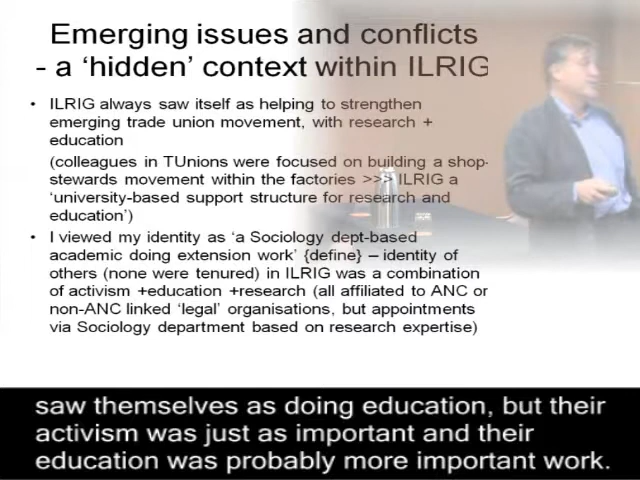 Emerging issues and conflicts
- a ‘hidden’ context within ILRIG
• ILRIG always saw itself as helping to strengthen
emerging trade union movement, with research +
education
(colleagues in TUnions were focused on building a shop-
stewards movement within the factories >>> ILRIG a
‘university-based support structure for research and
education’)
• I viewed my identity as ‘a Sociology dept-based
academic doing extension work’ {define} – identity of
others (none were tenured) in ILRIG was a combination
of activism +education +research (all affiliated to ANC or
non-ANC linked ‘legal’ organisations, but appointments
via Sociology department based on research expertise)
saw themselves as doing education, but their
activism was just as important and their
education was probably more important work.